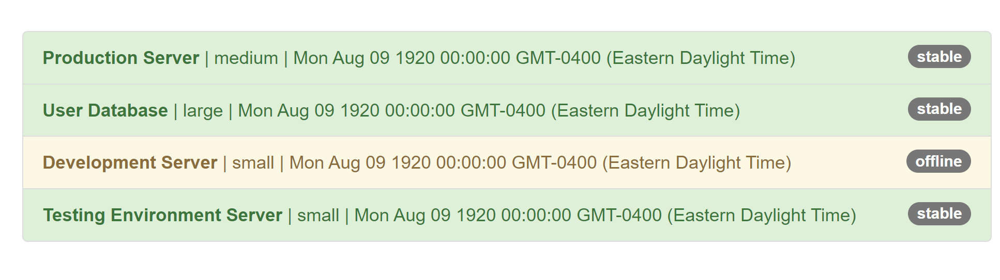 Production Server | medium | Mon Aug 09 1920 00:00:00 GMT-0400 (Eastern Daylight Time) stable
User Database | large | Mon Aug 09 1920 00:00:00 GMT-0400 (Eastern Daylight Time) stable
Development Server | small | Mon Aug 09 1920 00:00:00 GMT-0400 (Eastern Daylight Time) offline
Testing Environment Server | small | Mon Aug 09 1920 00:00:00 GMT-0400 (Eastern Daylight Time) stable